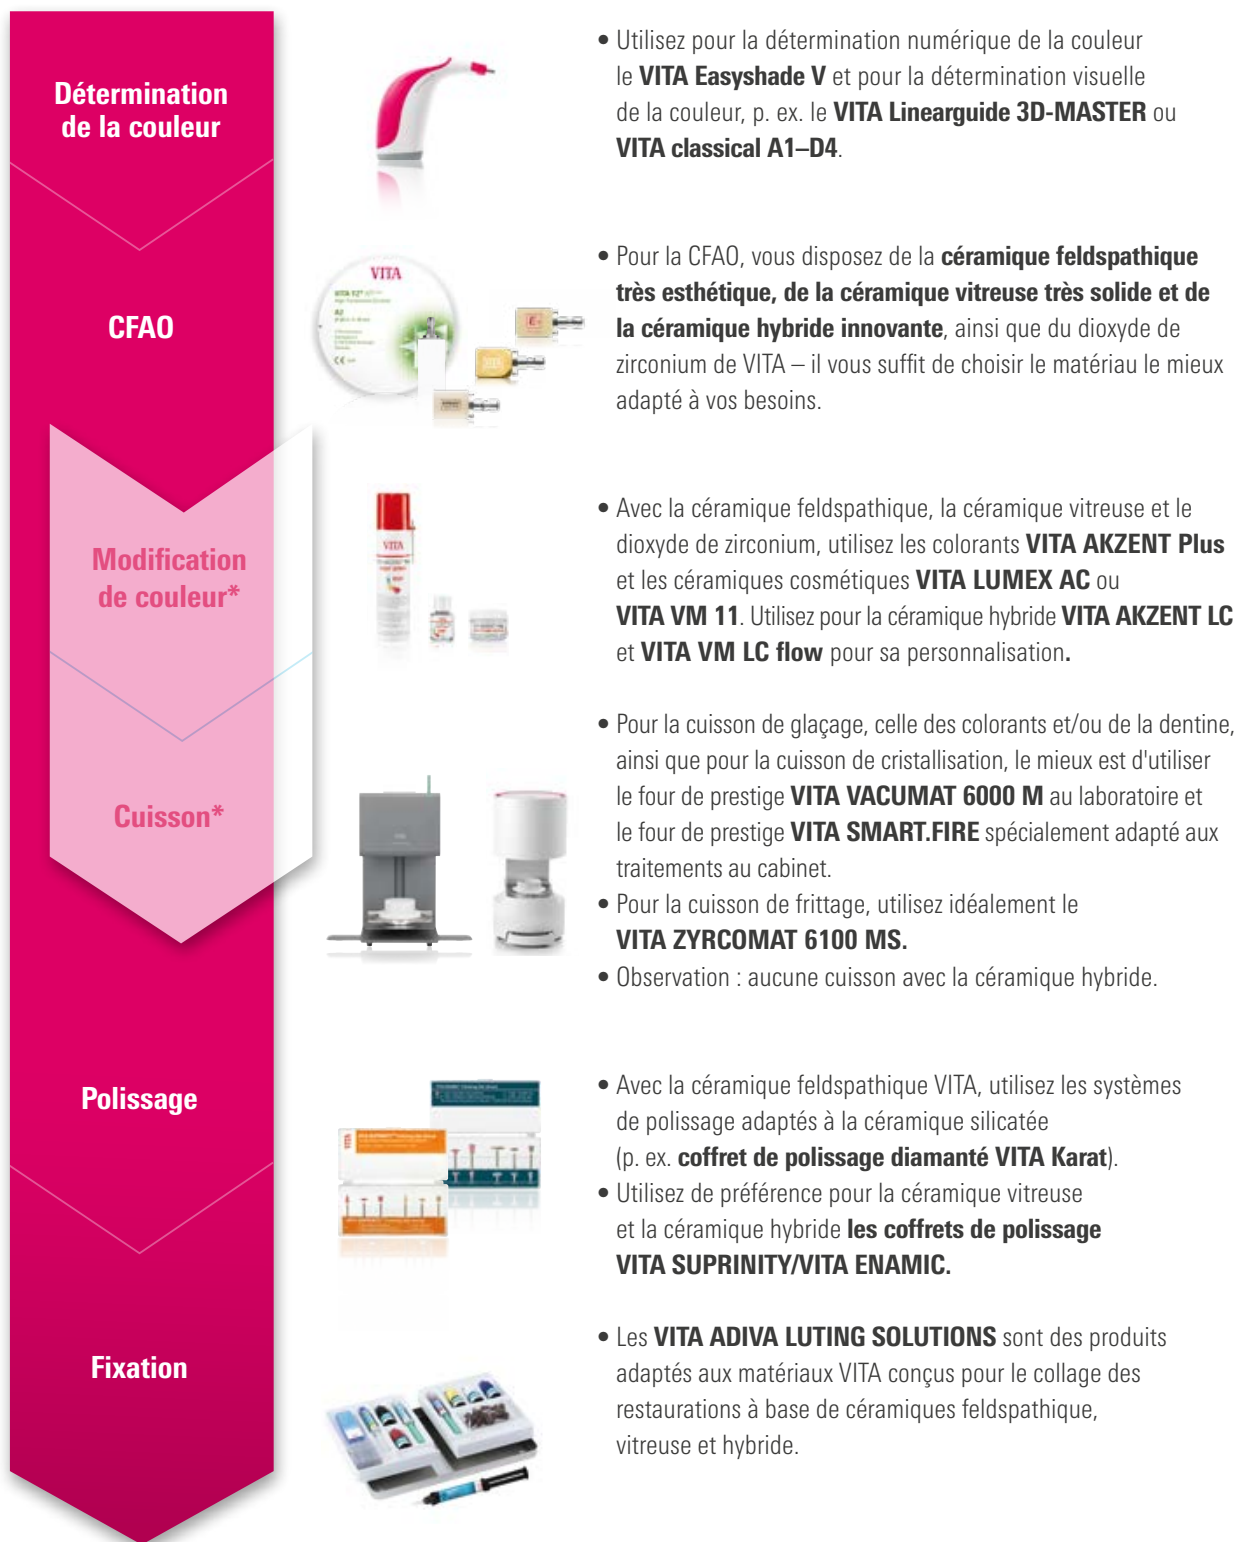 Détermination
de la couleur
• Utilisez pour la détermination numérique de la couleur
le VITA Easyshade V et pour la détermination visuelle
de la couleur, p. ex. le VITA Linearguide 3D-MASTER ou
VITA classical A1–D4.
CFAO
VITA
A2
• Pour la CFAO, vous disposez de la céramique feldspathique
très esthétique, de la céramique vitreuse très solide et de
la céramique hybride innovante, ainsi que du dioxyde de
zirconium de VITA – il vous suffit de choisir le matériau le mieux
adapté à vos besoins.
Modification
de couleur*
VITA
• Avec la céramique feldspathique, la céramique vitreuse et le
dioxyde de zirconium, utilisez les colorants VITA AKZENT Plus
et les céramiques cosmétiques VITA LUMEX AC ou
VITA VM 11. Utilisez pour la céramique hybride VITA AKZENT LC
et VITA VM LC flow pour sa personnalisation.
Cuisson*
• Pour la cuisson de glaçage, celle des colorants et/ou de la dentine,
ainsi que pour la cuisson de cristallisation, le mieux est d'utiliser
le four de prestige VITA VACUMAT 6000 M au laboratoire et
le four de prestige VITA SMART.FIRE spécialement adapté aux
traitements au cabinet.
• Pour la cuisson de frittage, utilisez idéalement le
VITA ZYRCOMAT 6100 MS.
• Observation : aucune cuisson avec la céramique hybride.
Polissage
• Avec la céramique feldspathique VITA, utilisez les systèmes
de polissage adaptés à la céramique silicatée
(p. ex. coffret de polissage diamanté VITA Karat).
• Utilisez de préférence pour la céramique vitreuse
et la céramique hybride les coffrets de polissage
VITA SUPRINITY/VITA ENAMIC.
Fixation
• Les VITA ADIVA LUTING SOLUTIONS sont des produits
adaptés aux matériaux VITA conçus pour le collage des
restaurations à base de céramiques feldspathique,
vitreuse et hybride.